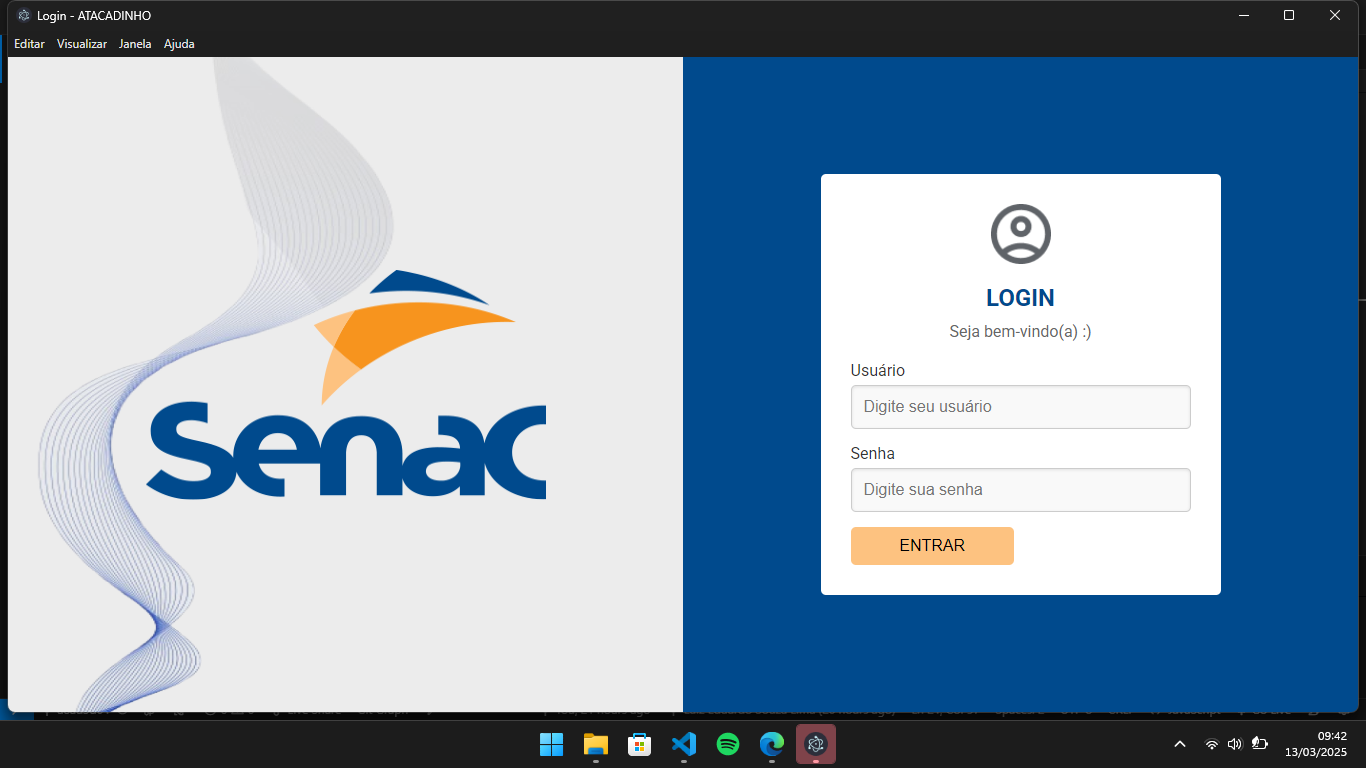 Login - ATACADINHO
Editar Visualizar Janela Ajuda
Senac
LOGIN
Seja bem-vindo(a) :)
Usuário
Digite seu usuário
Senha
Digite sua senha
ENTRAR
09:42
13/03/2025